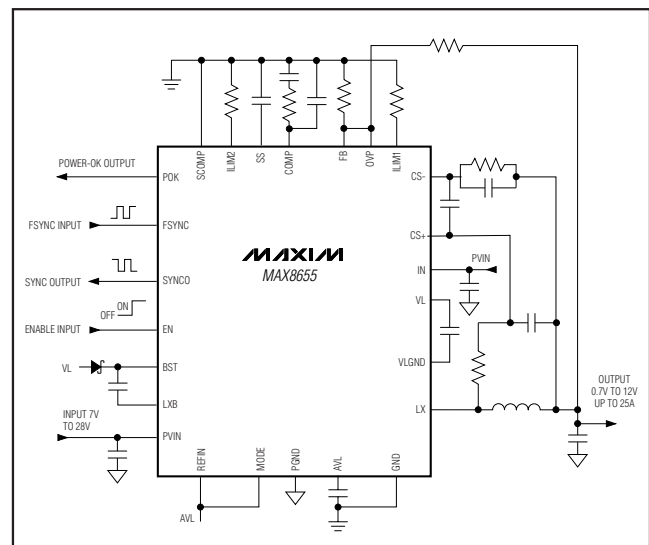 SCOMP
ILIM2
SS
COMP
FB
OVP
ILIM1
POWER-OK OUTPUT
POK
CS-
FSYNC INPUT
FSYNC
CS+
MAXIM
MAX8655
IN
PVIN
SYNC OUTPUT
SYNCO
VL
ON
OFF
ENABLE INPUT
EN
VLGND
VL
BST
OUTPUT
0.7V TO 12V
UP TO 25A
LXB
LX
INPUT 7V
TO 28V
PVIN
REFIN
MODE
PGND
AVL
GND
AVL